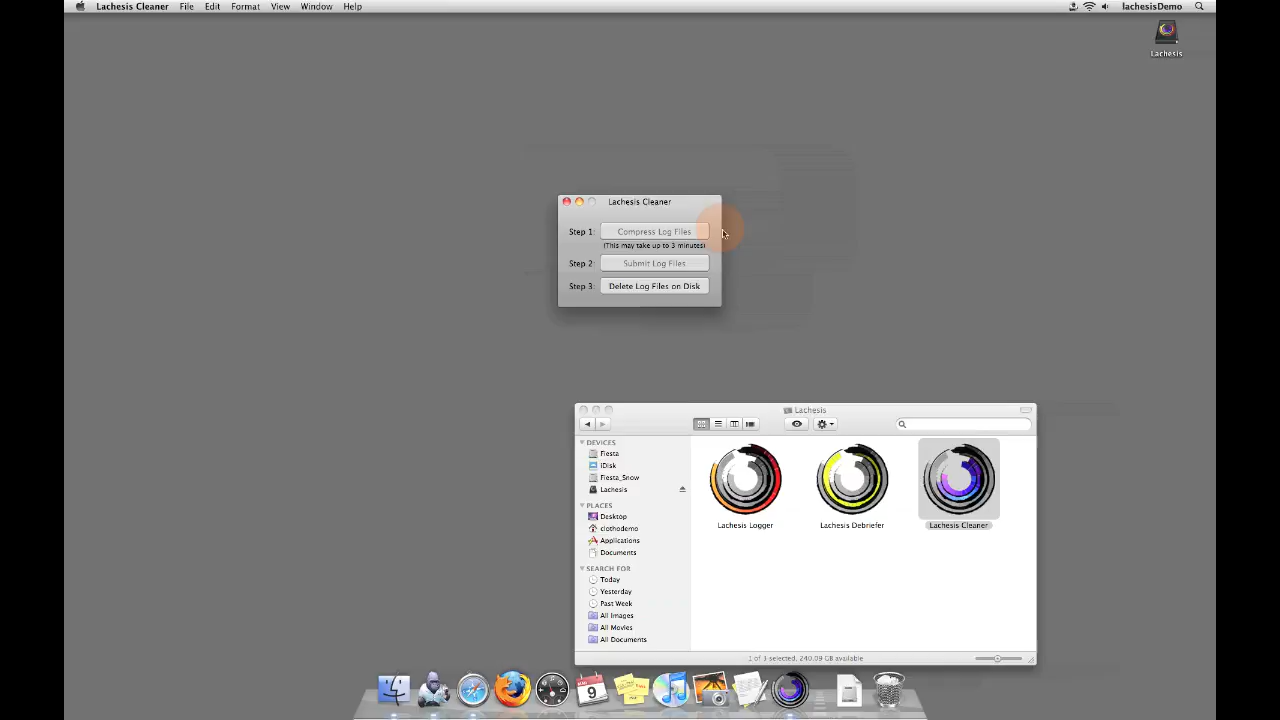 Lachesis Cleaner File Edit Format View Window Help lachesisDemo
Lachesis
Lachesis Cleaner
Step 1: Compress Log Files
(This may take up to 3 minutes)
Step 2: Submit Log Files
Step 3: Delete Log Files on Disk
Lachesis
DEVICES
Fiesta
iDisk
Fiesta_Snow
Lachesis
PLACES
Desktop
clothodemo
Applications
Documents
SEARCH FOR
Today
Yesterday
Past Week
All Images
All Movies
All Documents
Lachesis Logger
Lachesis Debriefer
Lachesis Cleaner
1 of 3 selected, 240.09 GB available
9